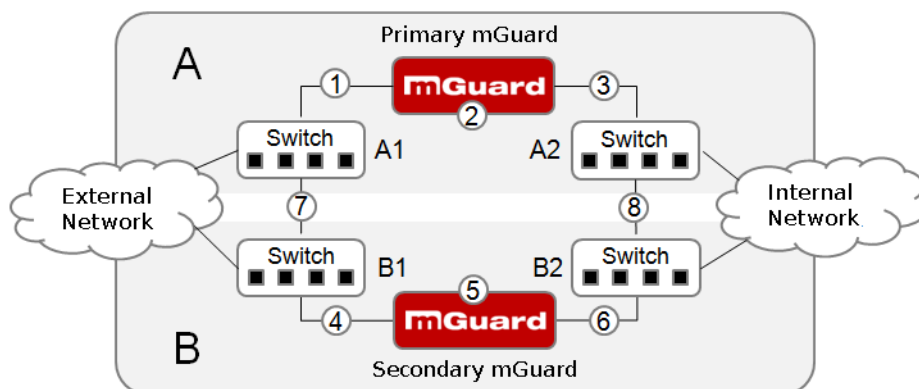 Primary mGuard
A
1
mGuard
3
2
Switch
A1
A2
Switch
External
Network
7
8
Internal
Network
Switch
B1
B2
Switch
5
4
mGuard
6
B
Secondary mGuard